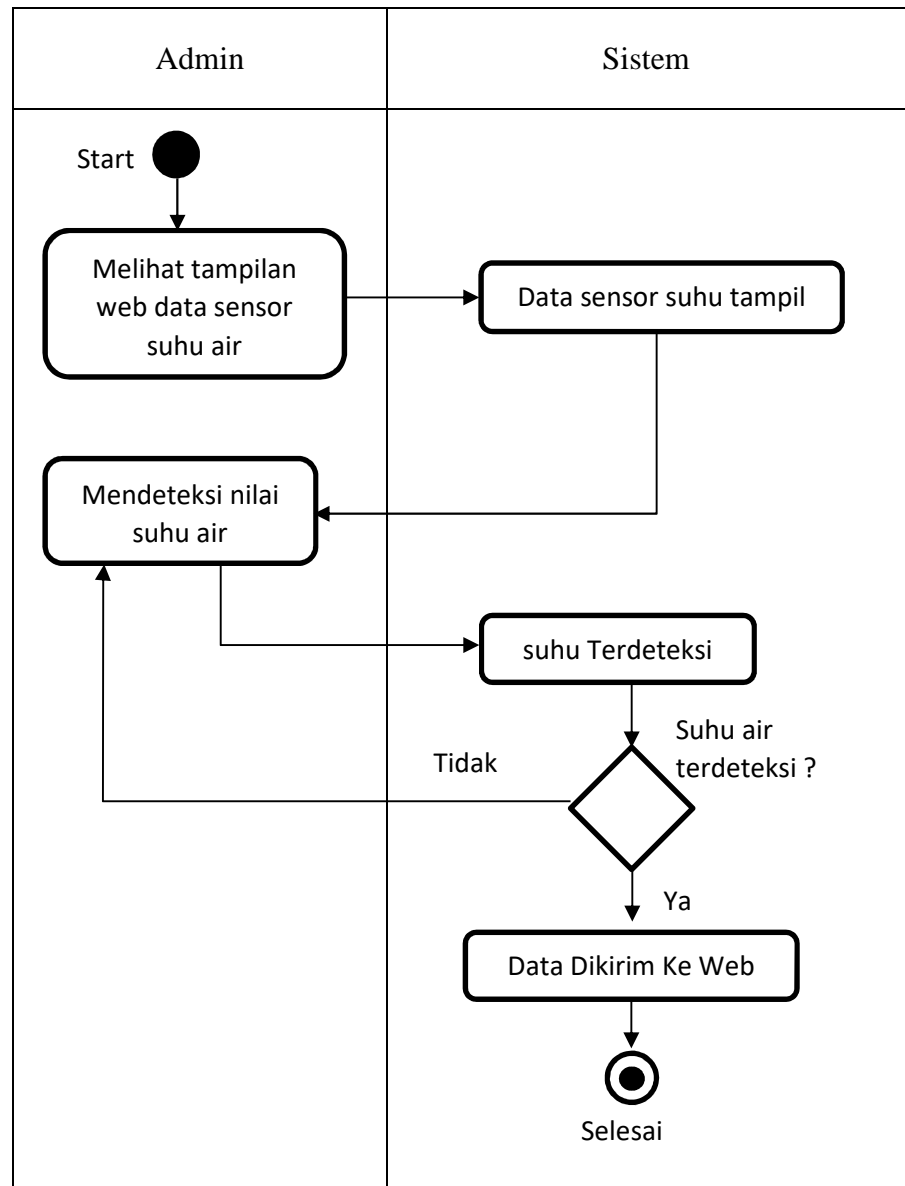 Admin
Sistem
Start
Melihat tampilan
web data sensor
suhu air
Data sensor suhu tampil
Mendeteksi nilai
suhu air
suhu Terdeteksi
Suhu air
terdeteksi ?
Tidak
Ya
Data Dikirim Ke Web
Selesai